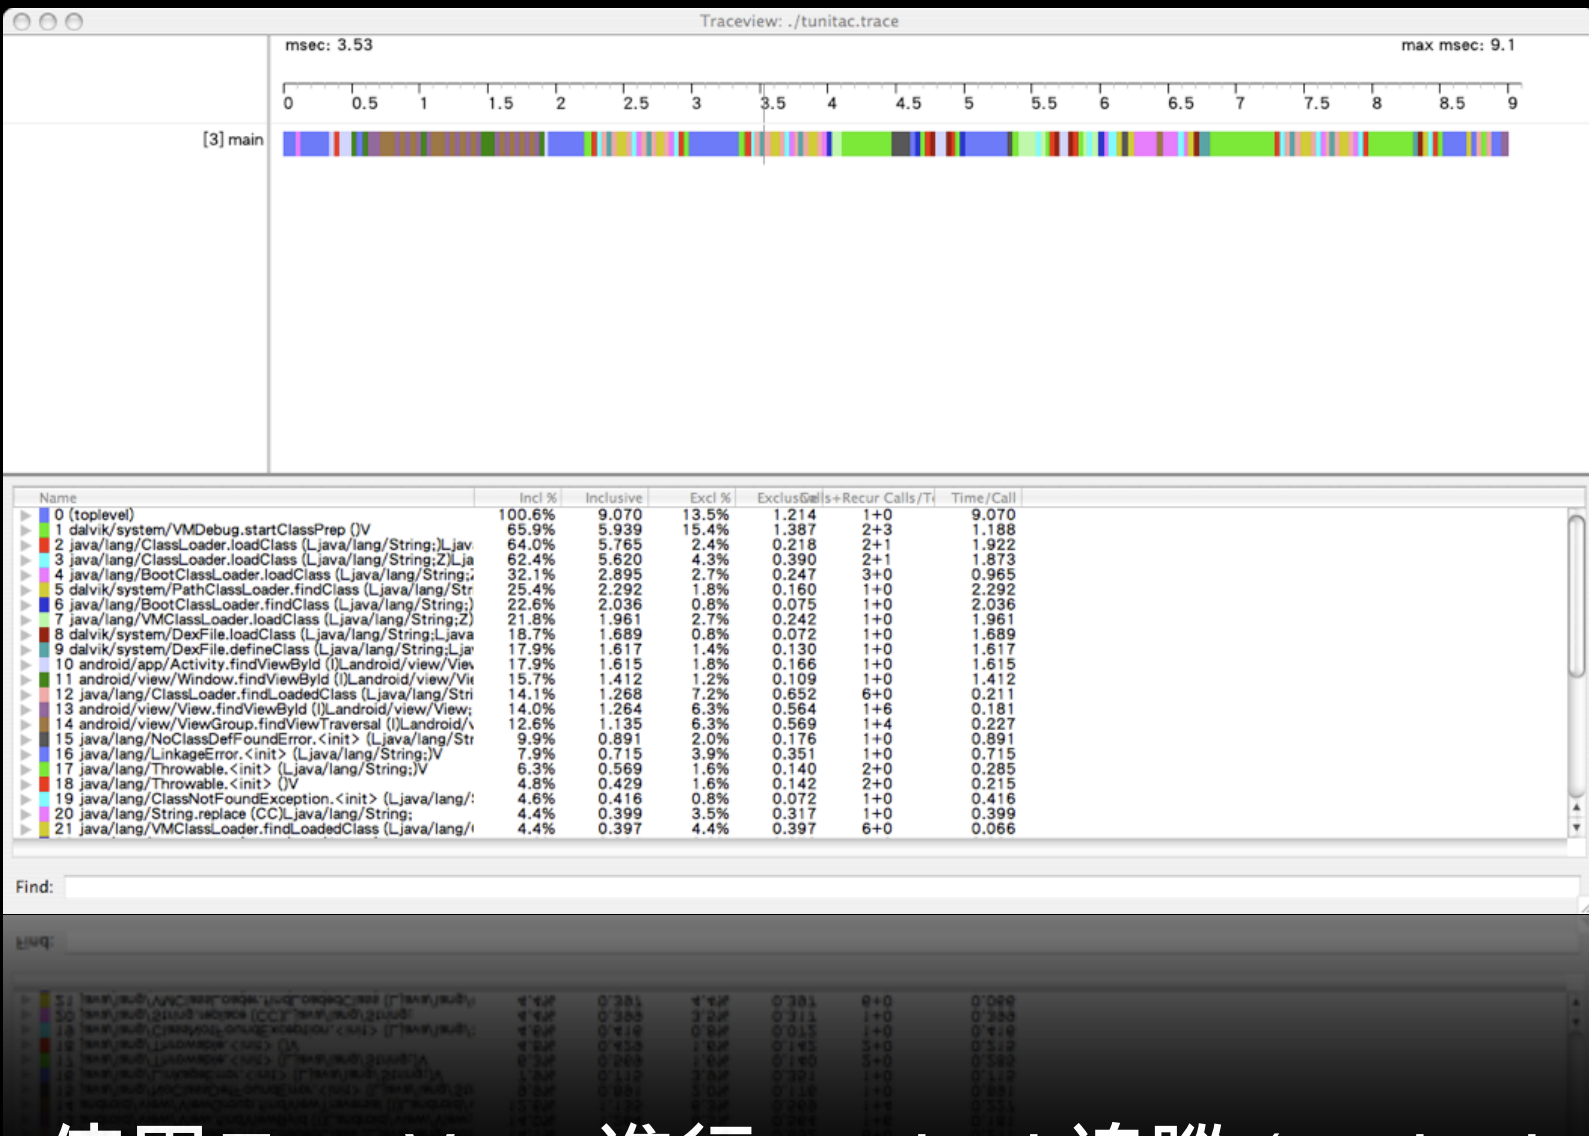 Traceview: ./tunitac.trace
msec: 3.53
max msec: 9.1
0 0.5 1 1.5 2 2.5 3 3.5 4 4.5 5 5.5 6 6.5 7 7.5 8 8.5 9
[3] main
Name Incl % Inclusive Excl % Calls+Recur Calls/To Time/Call
0 (toplevel) 100.6% 9.070 13.5% 1.214 1+0 9.070
1 dalvik/system/VMDebug.startClassPrep ()V 65.9% 5.939 15.4% 1.387 2+3 1.188
2 java/lang/ClassLoader.loadClass (Ljava/lang/String;)Ljav 64.0% 5.765 2.4% 0.218 2+1 1.922
3 java/lang/ClassLoader.loadClass (Ljava/lang/String;Z)Lja 62.4% 5.620 4.3% 0.390 2+1 1.873
4 java/lang/BootClassLoader.loadClass (Ljava/lang/String; 32.1% 2.895 2.7% 0.247 3+0 0.965
5 dalvik/system/PathClassLoader.findClass (Ljava/lang/Str 25.4% 2.292 1.8% 0.160 1+0 2.292
6 java/lang/BootClassLoader.findClass (Ljava/lang/String;) 22.6% 2.036 0.8% 0.075 1+0 2.036
7 java/lang/VMClassLoader.loadClass (Ljava/lang/String;Z) 21.8% 1.961 2.7% 0.242 1+0 1.961
8 dalvik/system/DexFile.loadClass (Ljava/lang/String;Ljava 18.7% 1.689 0.8% 0.072 1+0 1.689
9 dalvik/system/DexFile.defineClass (Ljava/lang/String;Lja 17.9% 1.617 1.4% 0.130 1+0 1.617
10 android/app/Activity.findViewById (I)Landroid/view/View 17.9% 1.615 1.8% 0.166 1+0 1.615
11 android/view/Window.findViewById (I)Landroid/view/Vie 15.7% 1.412 1.2% 0.109 1+0 1.412
12 java/lang/ClassLoader.findLoadedClass (Ljava/lang/Stri 14.1% 1.268 7.2% 0.652 6+0 0.211
13 android/view/View.findViewById (I)Landroid/view/View; 14.0% 1.264 6.3% 0.564 1+6 0.181
14 android/view/ViewGroup.findViewTraversal (I)Landroid/v 12.6% 1.135 6.3% 0.569 1+4 0.227
15 java/lang/NoClassDefFoundError.<init> (Ljava/lang/Str 9.9% 0.891 2.0% 0.176 1+0 0.891
16 java/lang/LinkageError.<init> (Ljava/lang/String;)V 7.9% 0.715 3.9% 0.351 1+0 0.715
17 java/lang/Throwable.<init> (Ljava/lang/String;)V 6.3% 0.569 1.6% 0.140 2+0 0.285
18 java/lang/Throwable.<init> ()V 4.8% 0.429 1.6% 0.142 2+0 0.215
19 java/lang/ClassNotFoundException.<init> (Ljava/lang/ 4.6% 0.416 0.8% 0.072 1+0 0.416
20 java/lang/String.replace (CC)Ljava/lang/String; 4.4% 0.399 3.5% 0.317 1+0 0.399
21 java/lang/VMClassLoader.findLoadedClass (Ljava/lang/ 4.4% 0.397 4.4% 0.397 6+0 0.066
Find: